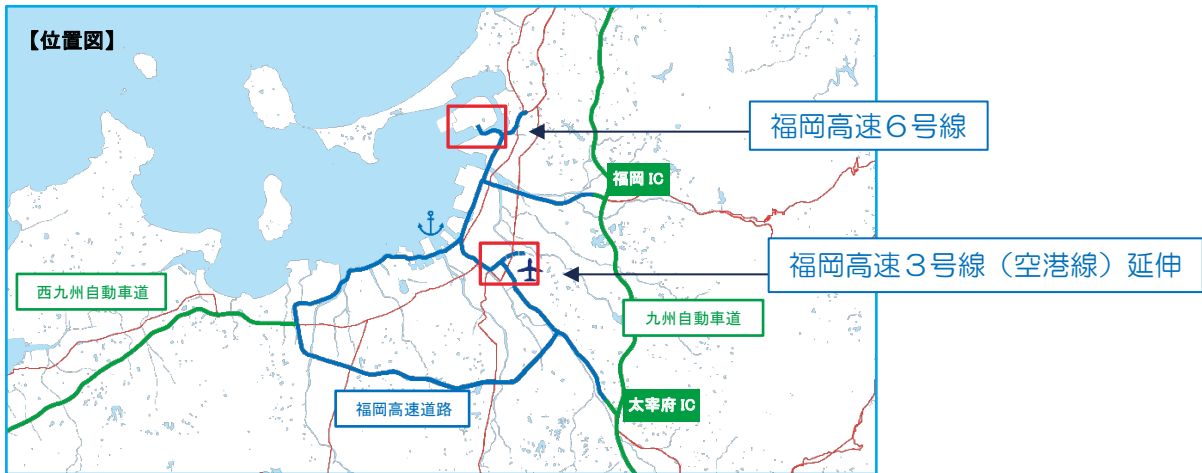 【位置図】
福岡高速６号線
福岡 IC
福岡高速３号線（空港線）延伸
西九州自動車道
九州自動車道
福岡高速道路
太宰府 IC